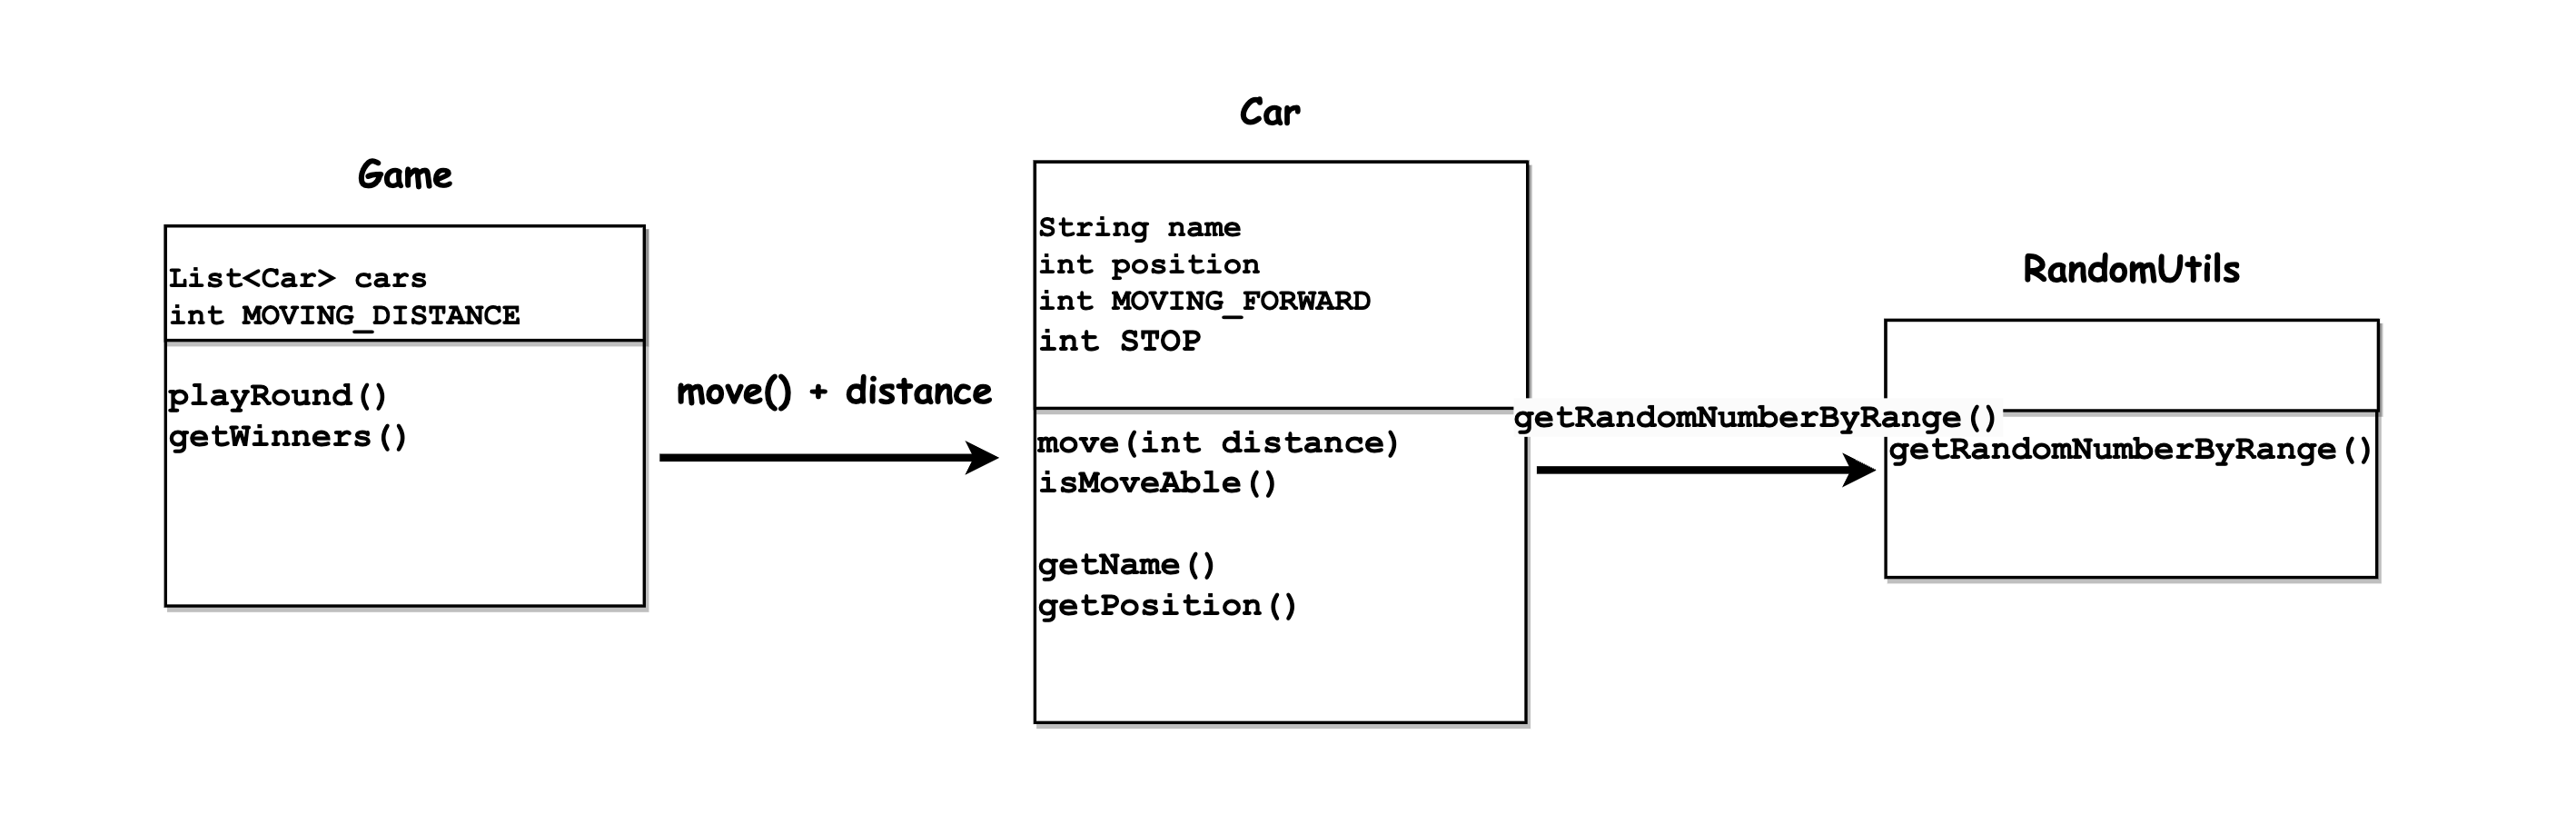 Game
List<Car> cars
int MOVING_DISTANCE
playRound()
getWinners()
move() + distance
Car
String name
int position
int MOVING_FORWARD
int STOP
move(int distance)
isMoveAble()
getName()
getPosition()
getRandomNumberByRange()
RandomUtils
getRandomNumberByRange()